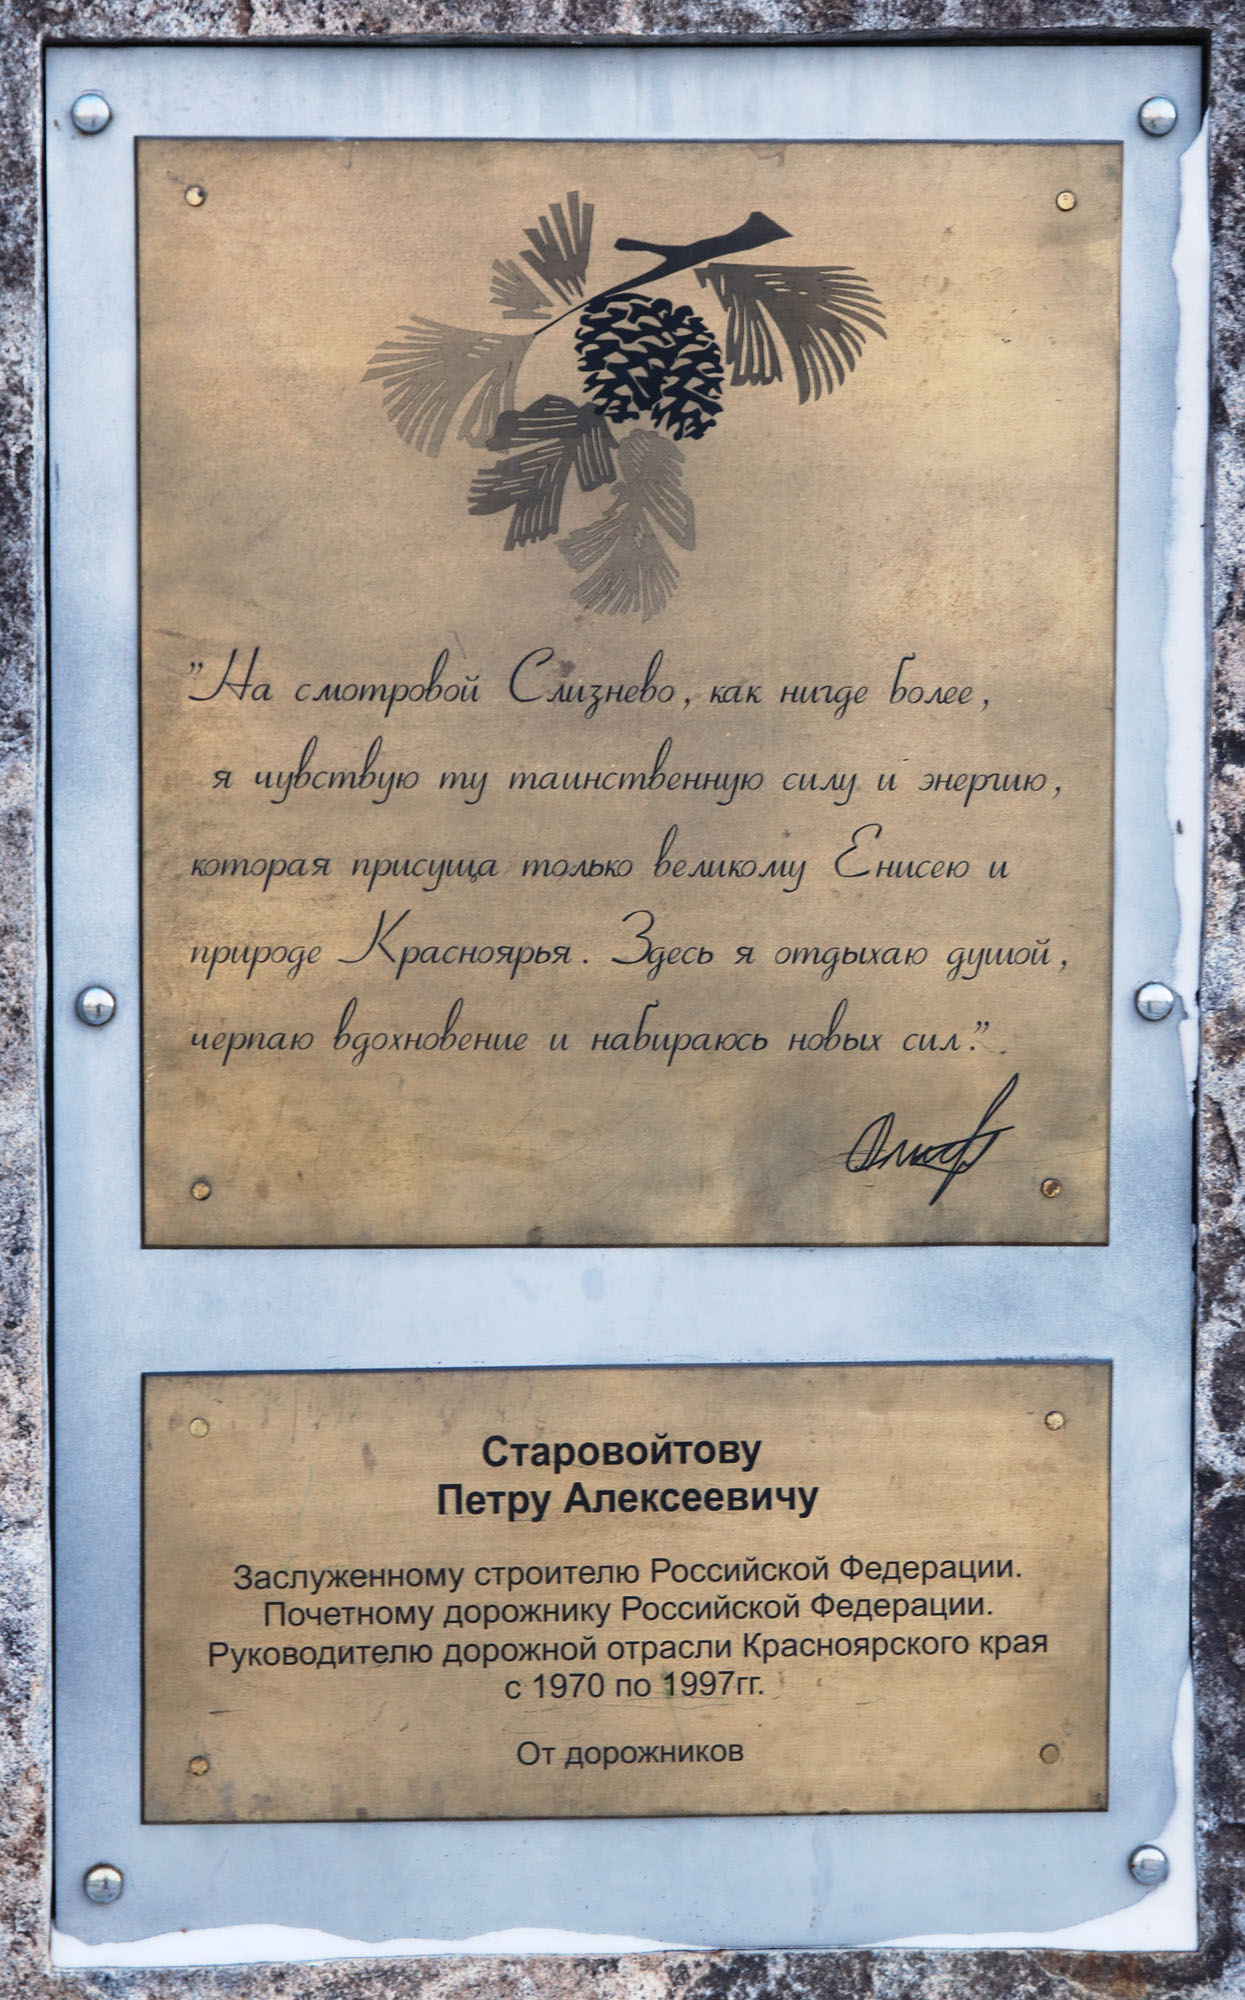 "На смотровой Слизнево, как нигде более,
я чувствую ту таинственную силу и энергию,
которая присуща только великому Енисею и
природе Красноярья. Здесь я отдыхаю душой,
черпаю вдохновение и набираюсь новых сил."
Старовойтову
Петру Алексеевичу
Заслуженному строителю Российской Федерации.
Почетному дорожнику Российской Федерации.
Руководителю дорожной отрасли Красноярского края
с 1970 по 1997гг.
От дорожников